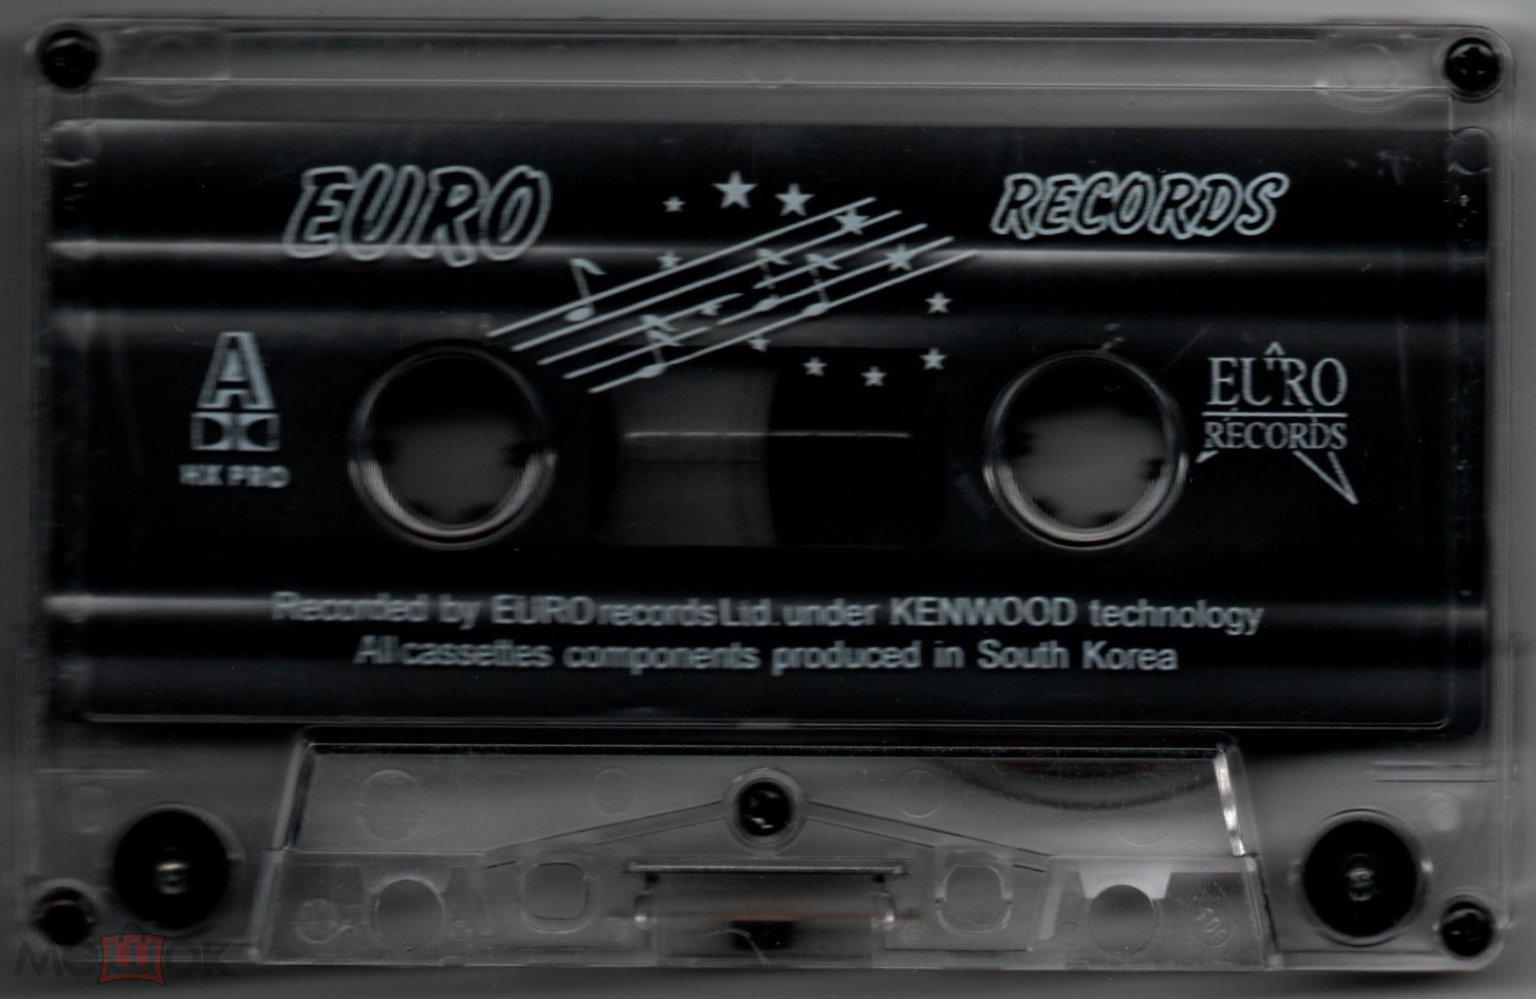 EURO RECORDS
A
HX PRO
EURO
RECORDS
Recorded by EURO records Ltd. under KENWOOD technology
All cassettes components produced in South Korea
мешок